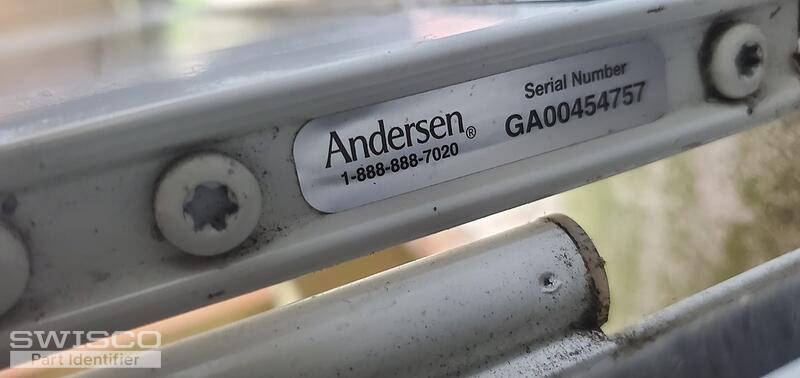 Andersen®
1-888-888-7020
Serial Number
GA00454757
SWISCO
Part Identifier